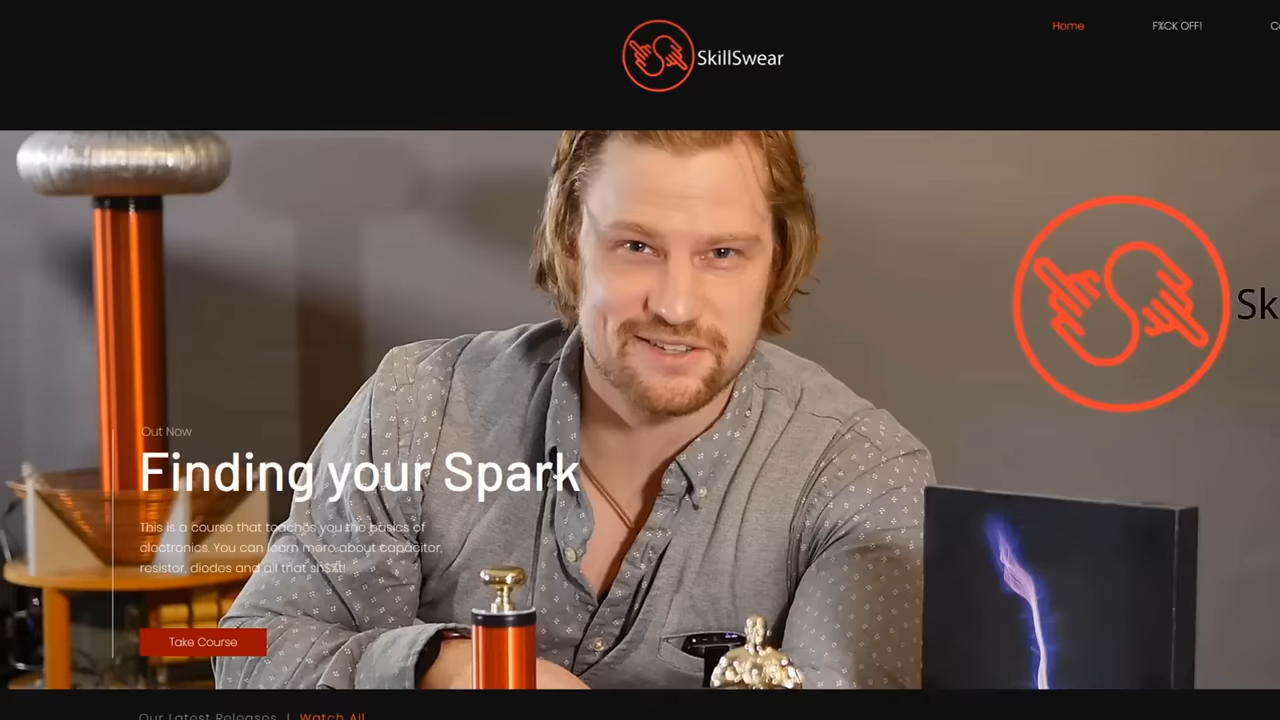 SkillSwear
Home
F%CK OFF!
C
Sk
Out Now
Finding your Spark
This is a course that teaches you the basics of
electronics. You can learn more about capacitor,
resistor, diodes and all that sh$%t!
Take Course
Our Latest Releases | Watch All